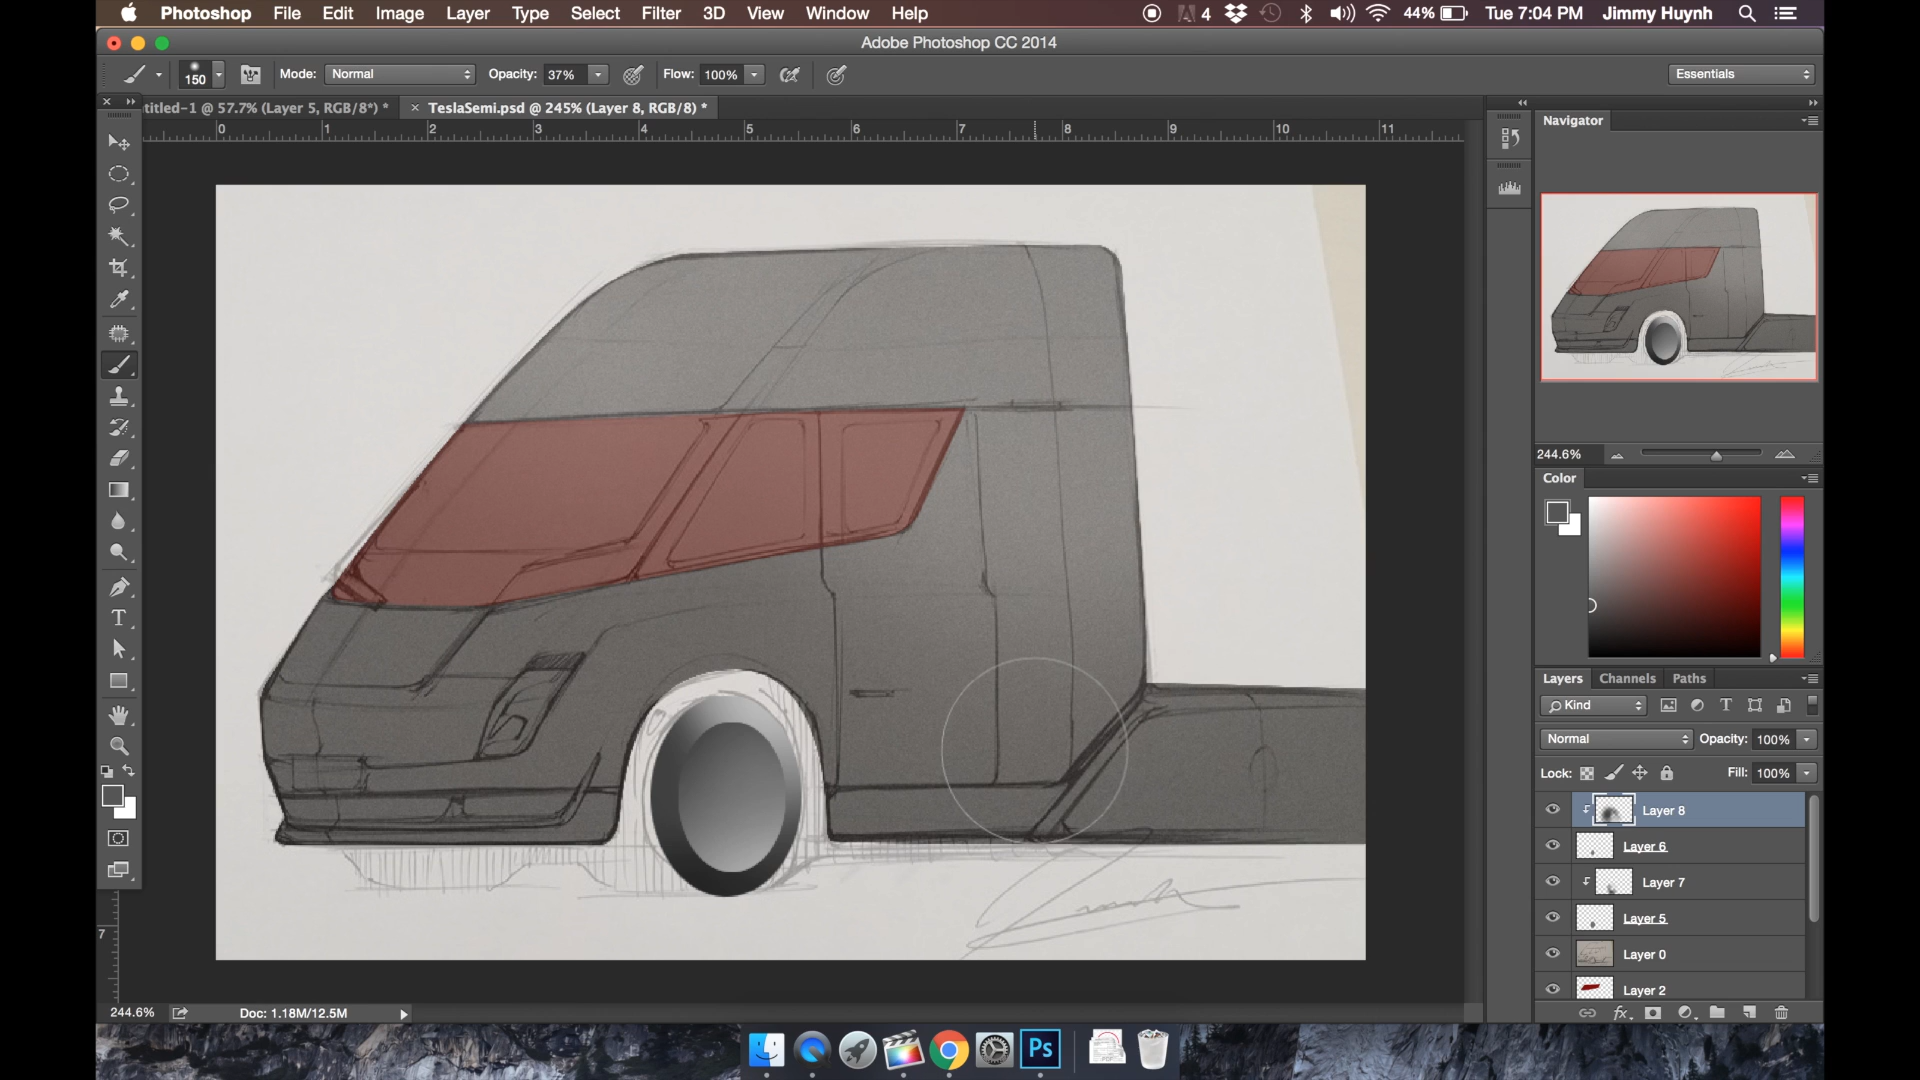 Photoshop File Edit Image Layer Type Select Filter 3D View Window Help 4 44% Tue 7:04 PM Jimmy Huynh
Adobe Photoshop CC 2014
150 Mode: Normal Opacity: 37% Flow: 100% Essentials
titled-1 @ 57.7% (Layer 5, RGB/8*) * × TeslaSemi.psd @ 245% (Layer 8, RGB/8) *
0 1 2 3 4 5 6 7 8 9 10 11
Navigator
244.6%
Color
Layers Channels Paths
Kind
Normal Opacity: 100%
Lock: Fill: 100%
Layer 8
Layer 6
Layer 7
Layer 5
Layer 0
Layer 2
fx
7
244.6% Doc: 1.18M/12.5M
Ps